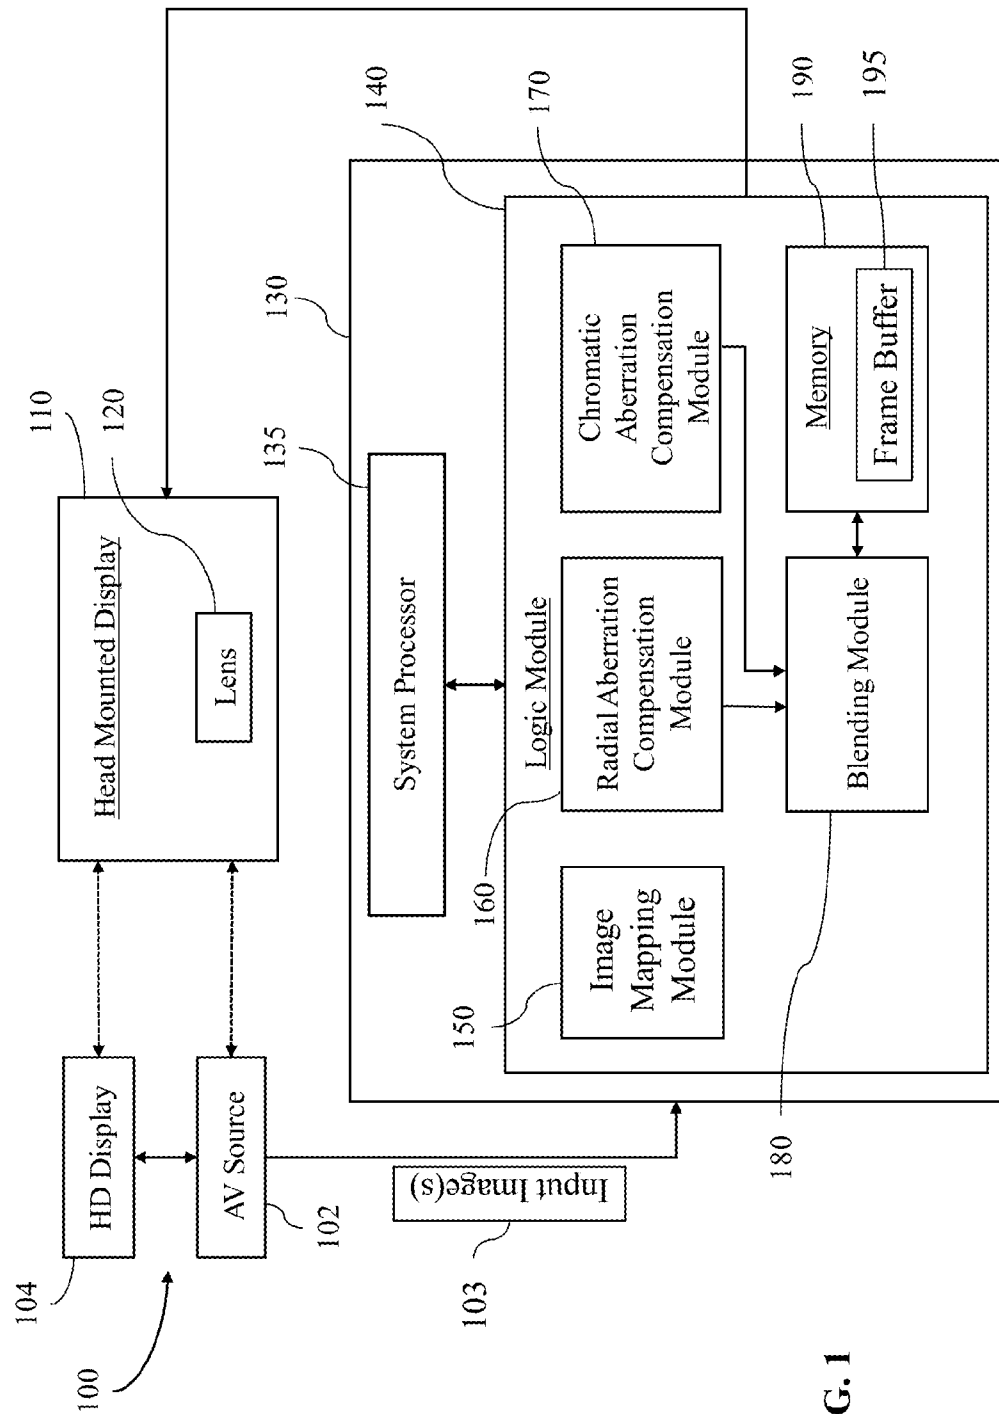 100
104
HD Display
AV Source
102
103
Input Image(s)
Head Mounted Display
110
Lens
120
130
System Processor
135
140
Logic Module
150
Image
Mapping
Module
160
Radial Aberration
Compensation
Module
170
Chromatic
Aberration
Compensation
Module
180
Blending Module
190
Memory
195
Frame Buffer
G. 1